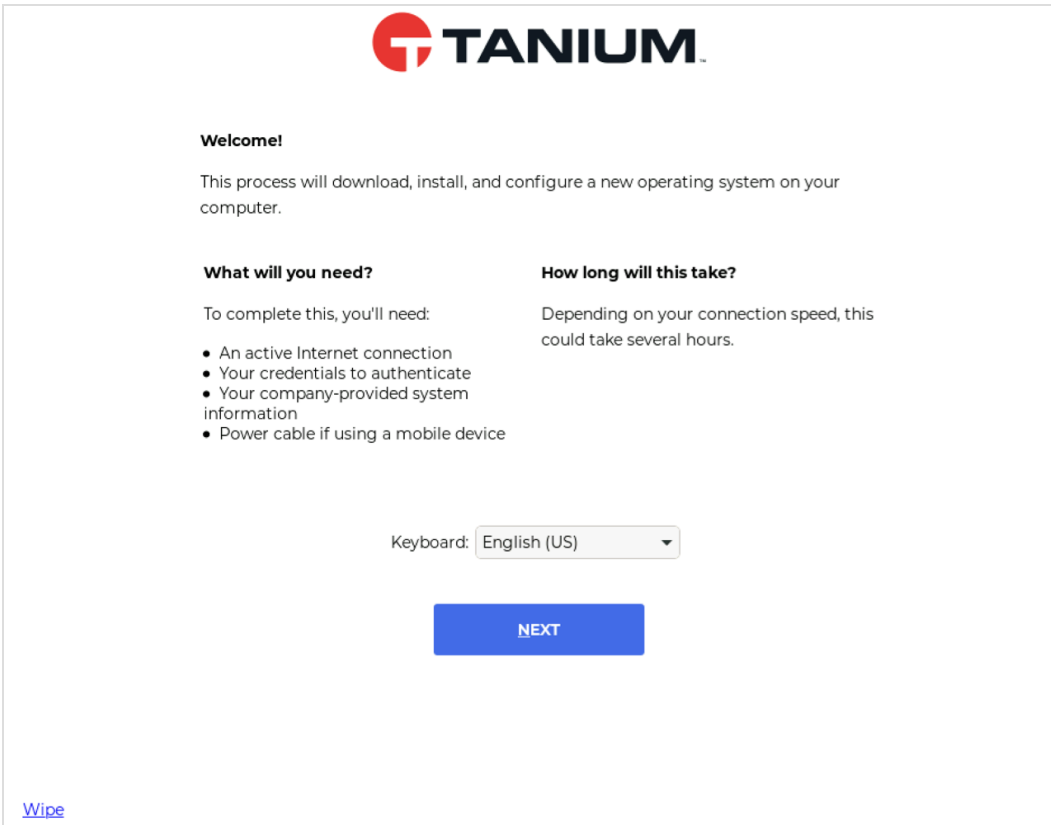 TANIUM™
Welcome!
This process will download, install, and configure a new operating system on your
computer.
What will you need?
To complete this, you'll need:
• An active Internet connection
• Your credentials to authenticate
• Your company-provided system
information
• Power cable if using a mobile device
How long will this take?
Depending on your connection speed, this
could take several hours.
Keyboard: English (US)
NEXT
Wipe